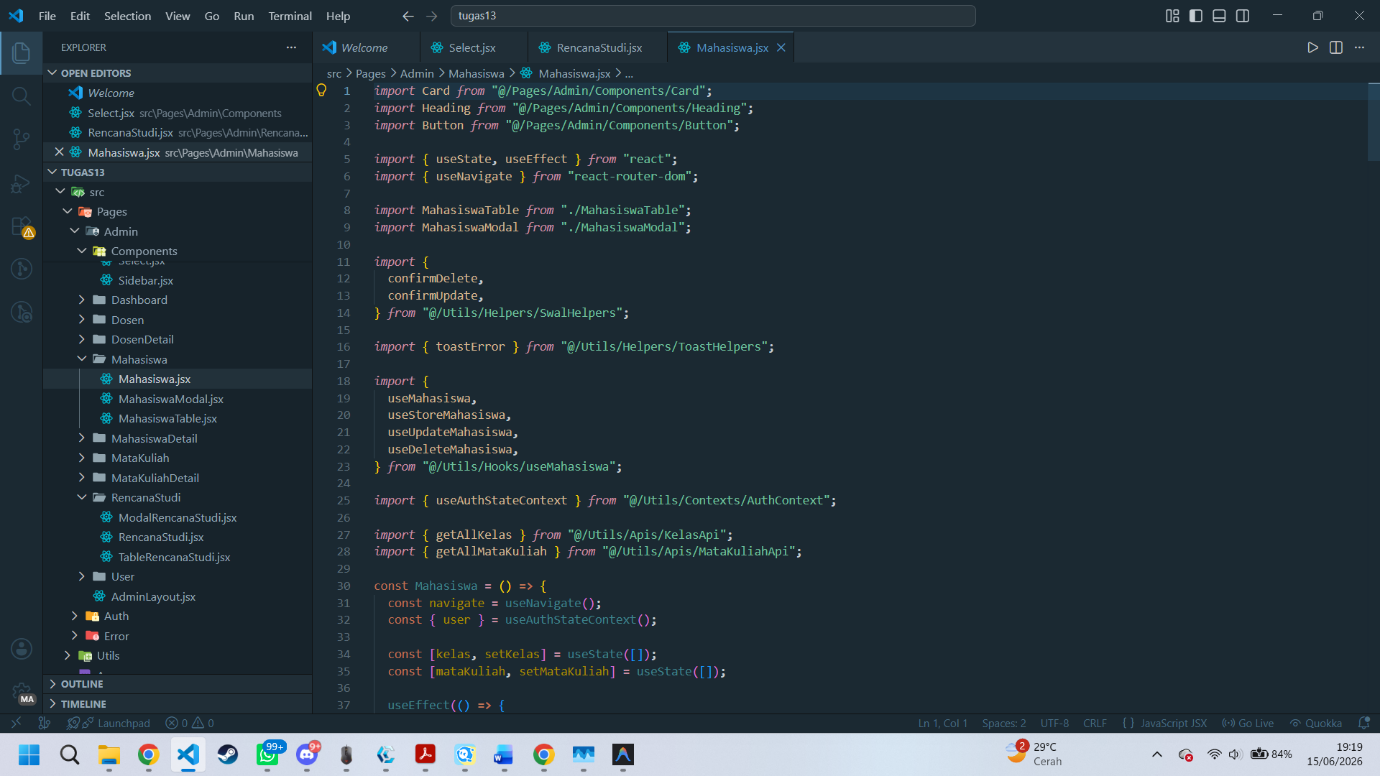 File Edit Selection View Go Run Terminal Help
tugas13
EXPLORER
Welcome
Select.jsx
RencanaStudi.jsx
Mahasiswa.jsx
OPEN EDITORS
Welcome
Select.jsx src\Pages\Admin\Components
RencanaStudi.jsx src\Pages\Admin\Rencana...
Mahasiswa.jsx src\Pages\Admin\Mahasiswa
TUGAS13
src
Pages
Admin
Components
Select.jsx
Sidebar.jsx
Dashboard
Dosen
DosenDetail
Mahasiswa
Mahasiswa.jsx
MahasiswaModal.jsx
MahasiswaTable.jsx
MahasiswaDetail
MataKuliah
MataKuliahDetail
RencanaStudi
ModalRencanaStudi.jsx
RencanaStudi.jsx
TableRencanaStudi.jsx
User
AdminLayout.jsx
Auth
Error
Utils
OUTLINE
TIMELINE
MA
src > Pages > Admin > Mahasiswa > Mahasiswa.jsx > ...
1 import Card from "@/Pages/Admin/Components/Card";
2 import Heading from "@/Pages/Admin/Components/Heading";
3 import Button from "@/Pages/Admin/Components/Button";
4
5 import { useState, useEffect } from "react";
6 import { useNavigate } from "react-router-dom";
7
8 import MahasiswaTable from "./MahasiswaTable";
9 import MahasiswaModal from "./MahasiswaModal";
10
11 import {
12 confirmDelete,
13 confirmUpdate,
14 } from "@/Utils/Helpers/SwalHelpers";
15
16 import { toastError } from "@/Utils/Helpers/ToastHelpers";
17
18 import {
19 useMahasiswa,
20 useStoreMahasiswa,
21 useUpdateMahasiswa,
22 useDeleteMahasiswa,
23 } from "@/Utils/Hooks/useMahasiswa";
24
25 import { useAuthStateContext } from "@/Utils/Contexts/AuthContext";
26
27 import { getAllKelas } from "@/Utils/Apis/KelasApi";
28 import { getAllMataKuliah } from "@/Utils/Apis/MataKuliahApi";
29
30 const Mahasiswa = () => {
31 const navigate = useNavigate();
32 const { user } = useAuthStateContext();
33
34 const [kelas, setKelas] = useState([]);
35 const [mataKuliah, setMataKuliah] = useState([]);
36
37 useEffect(() => {
Launchpad 0 0
Ln 1, Col 1 Spaces: 2 UTF-8 CRLF { } JavaScript JSX Go Live Quokka
99+
9+
2
29°C
Cerah
84%
19:19
15/06/2026